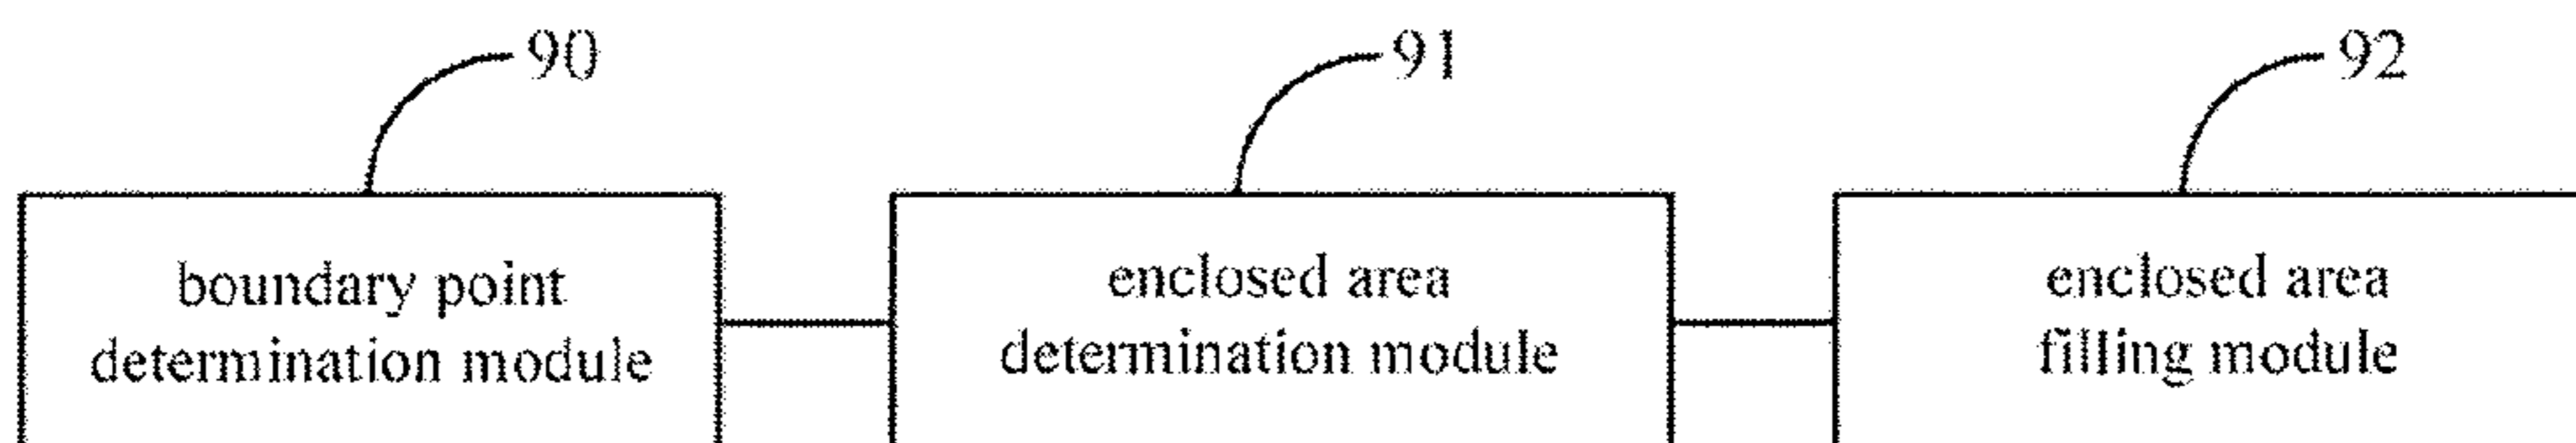 90
91
92
boundary point
determination module
enclosed area
determination module
enclosed area
filling module